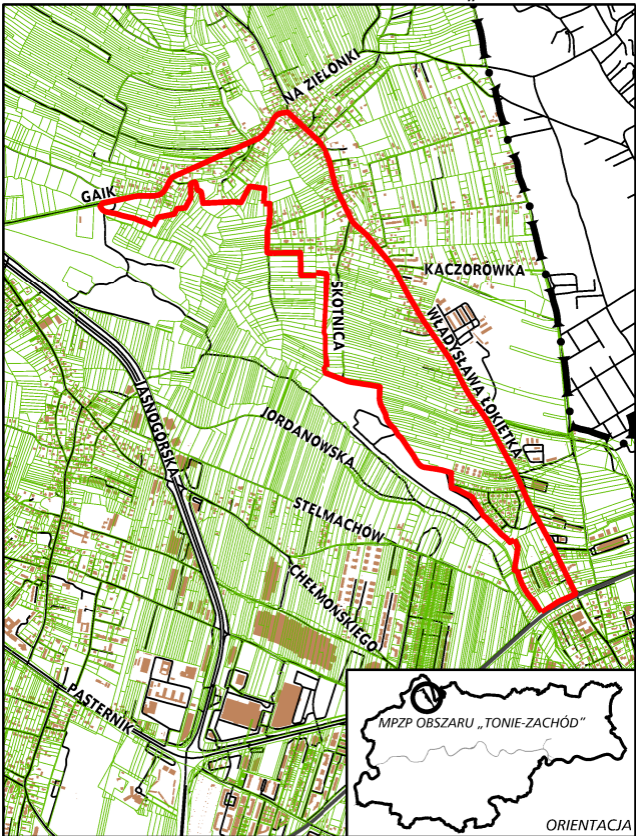 NA ZIELONKI
GAIK
KACZORÓWKA
SKOTNICA
WŁADYSŁAWA ŁOKIETKA
JASNOGÓRSKA
JORDANOWSKA
STELMACHÓW
CHEŁMOŃSKIEGO
PASTERNIK
MPZP OBSZARU „TONIE-ZACHÓD”
ORIENTACJA